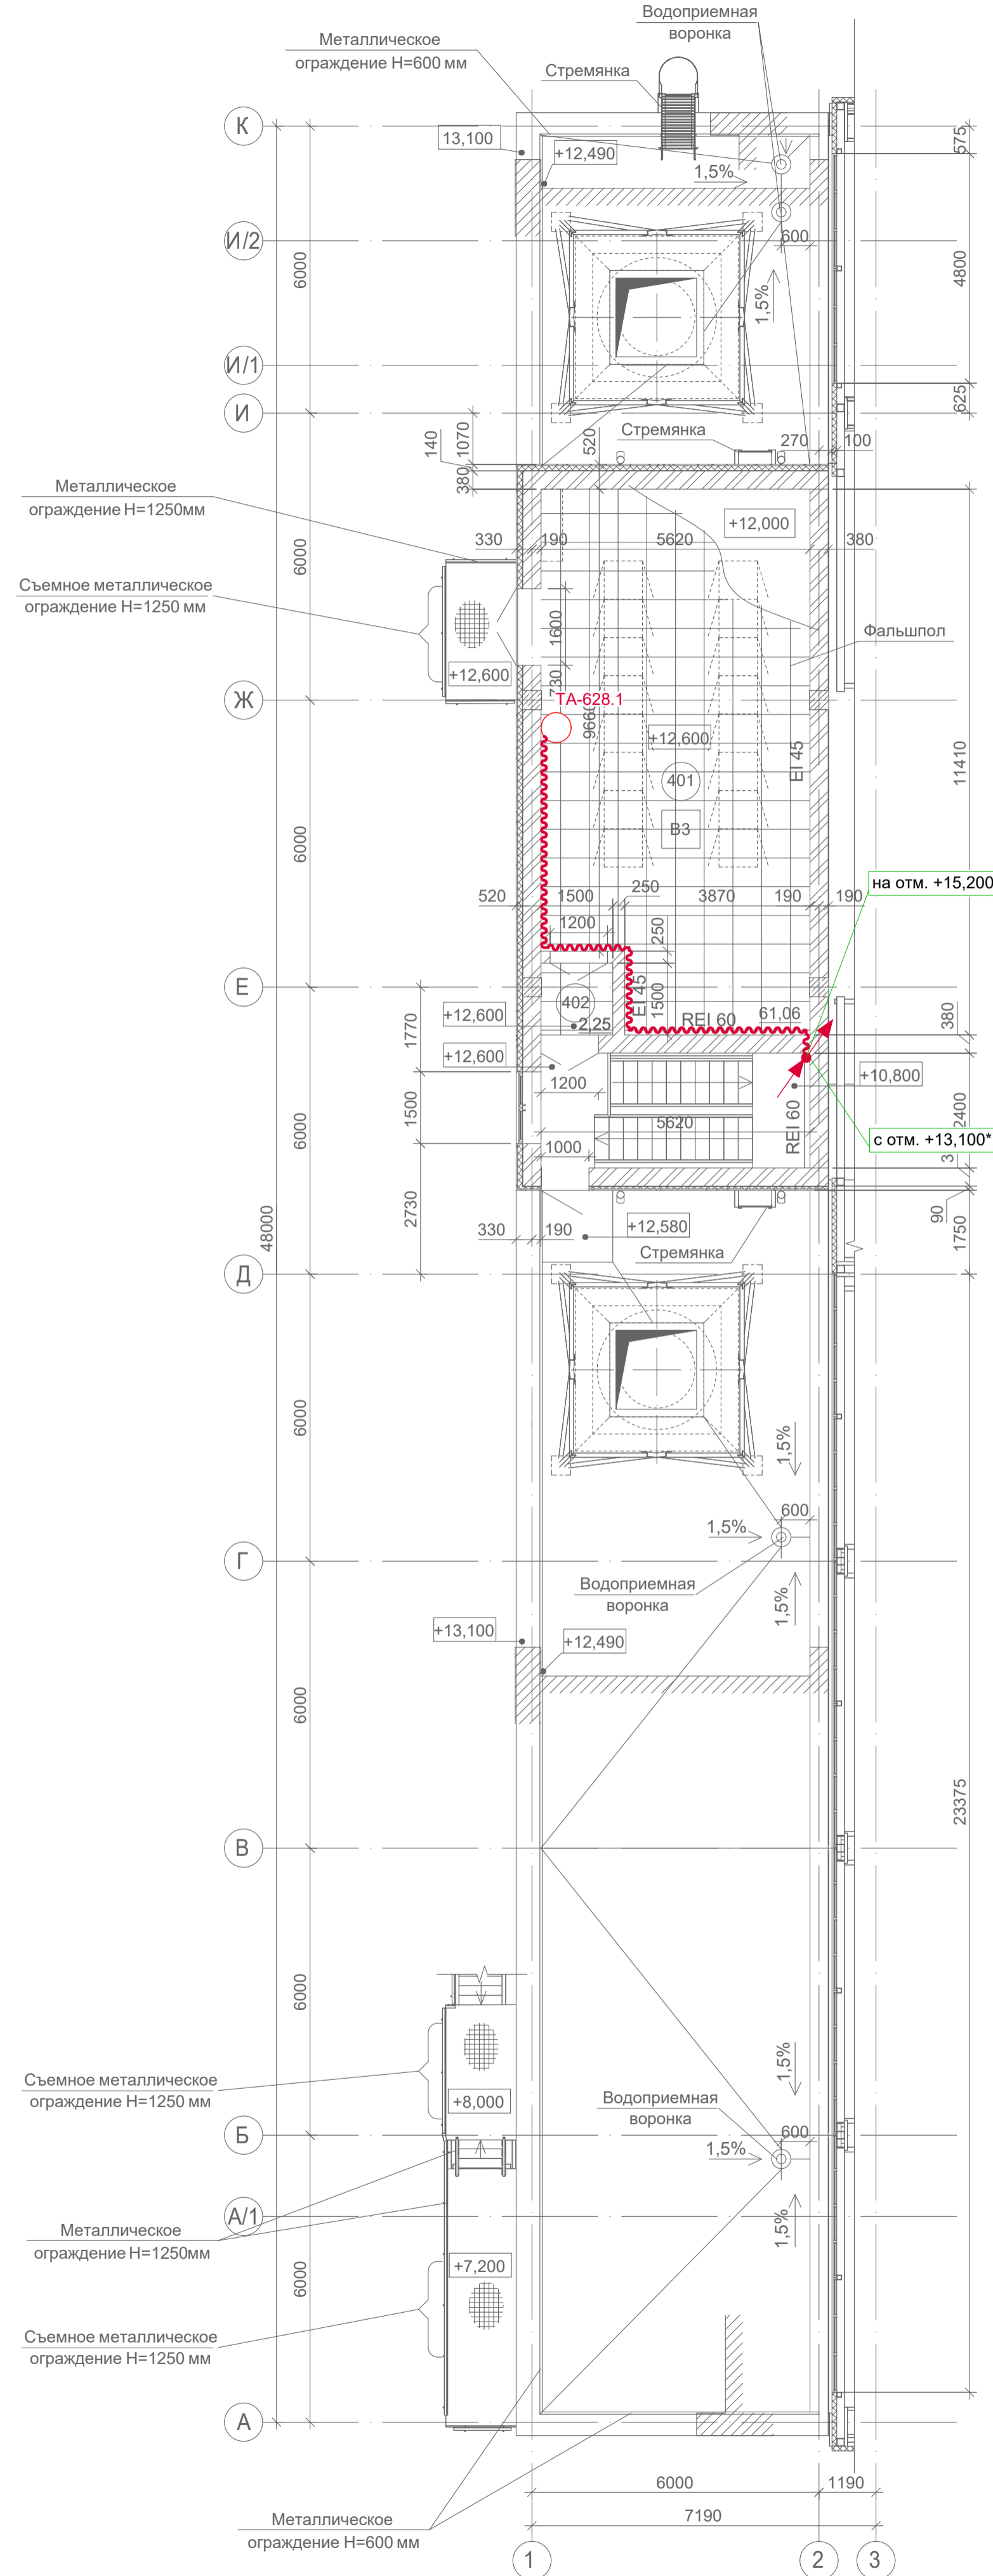 Водоприемная
воронка
Металлическое
ограждение Н=600 мм
Стремянка
К
13,100
+12,490
1,5%
575
И/2
600
6000
4800
1,5%
И/1
И
625
140
1070
520
Стремянка
270
100
380
Металлическое
ограждение Н=1250мм
+12,000
330
190
5620
380
6000
Съемное металлическое
ограждение Н=1250 мм
1600
Фальшпол
+12,600
730
Ж
ТА-628.1
9660
+12,600
EI 45
11410
401
В3
6000
на отм. +15,200
520
1500
250
3870
190
190
1200
250
Е
402
EI 45
1500
+12,600
2,25
REI 60
61,06
380
1770
+12,600
1200
+10,800
6000
1500
5620
REI 60
2400
с отм. +13,100*
1000
3
2730
48000
330
190
+12,580
90
1750
Стремянка
Д
6000
1,5%
600
1,5%
Г
Водоприемная
воронка
1,5%
+13,100
+12,490
6000
23375
В
6000
Съемное металлическое
ограждение Н=1250 мм
1,5%
+8,000
Водоприемная
воронка
Б
600
1,5%
А/1
1,5%
Металлическое
ограждение Н=1250мм
+7,200
6000
Съемное металлическое
ограждение Н=1250 мм
А
6000
1190
Металлическое
ограждение Н=600 мм
7190
1
2
3